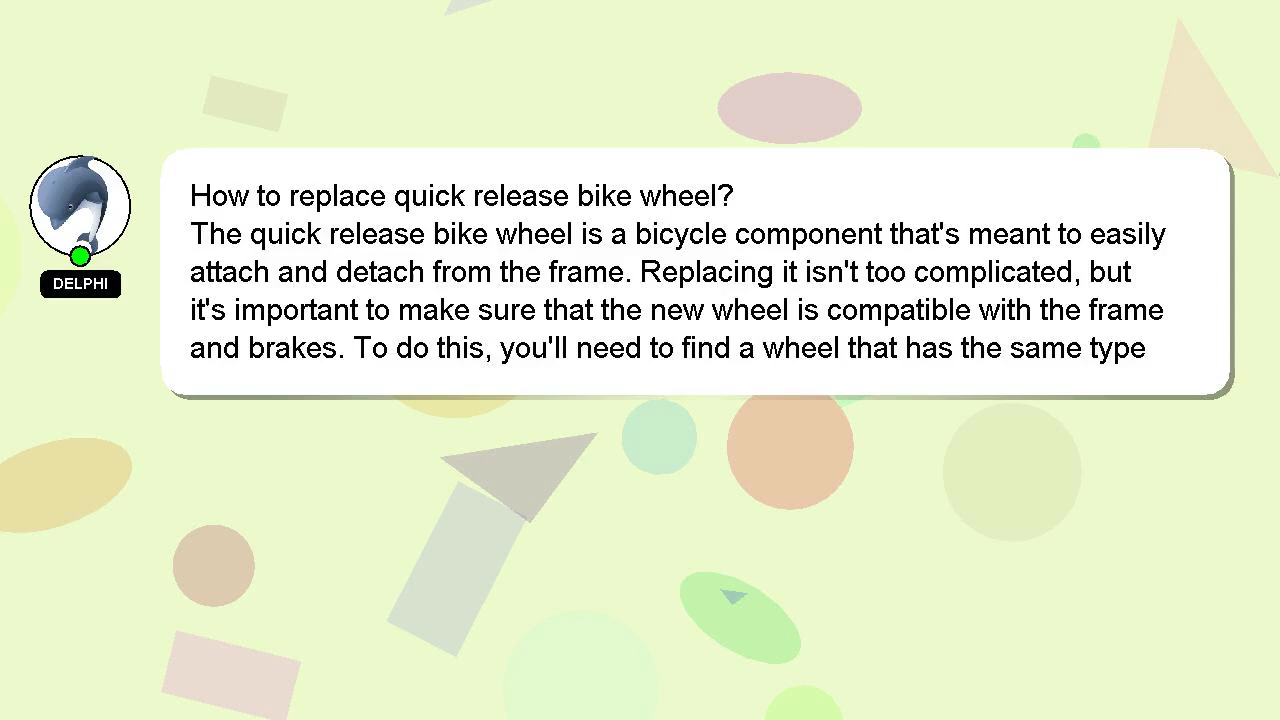 How to replace quick release bike wheel?
The quick release bike wheel is a bicycle component that's meant to easily
attach and detach from the frame. Replacing it isn't too complicated, but
it's important to make sure that the new wheel is compatible with the frame
and brakes. To do this, you'll need to find a wheel that has the same type
DELPHI